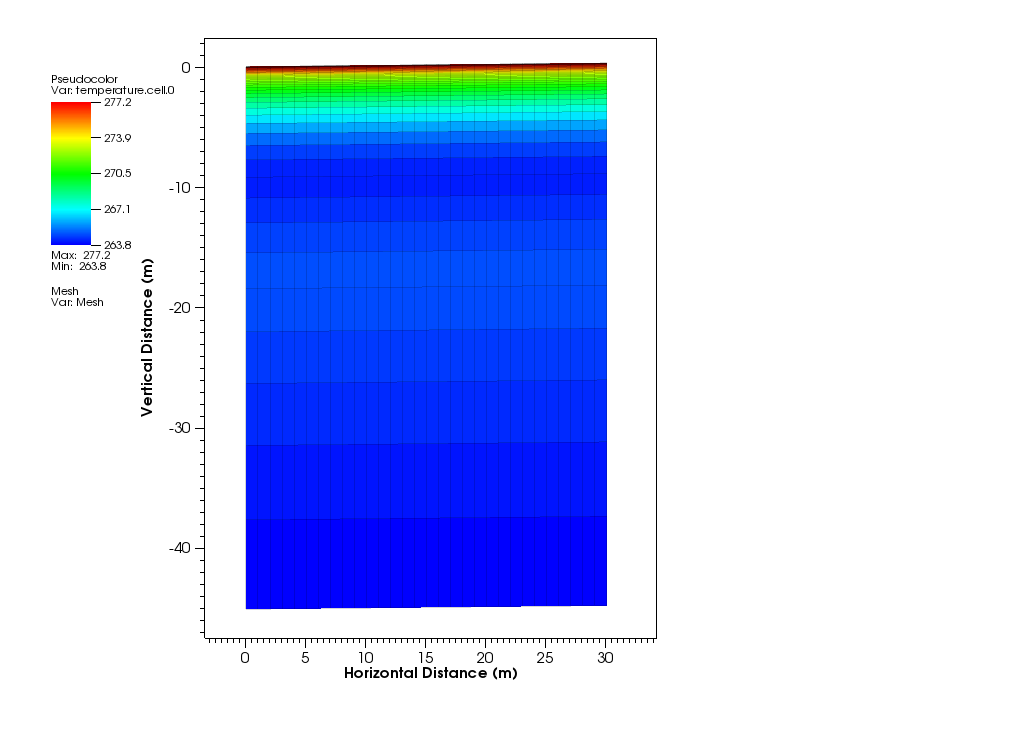 Pseudocolor
Var: temperature.cell.0
277.2
273.9
270.5
267.1
263.8
Max: 277.2
Min: 263.8
Mesh
Var: Mesh
Vertical Distance (m)
0
-10
-20
-30
-40
0 5 10 15 20 25 30
Horizontal Distance (m)